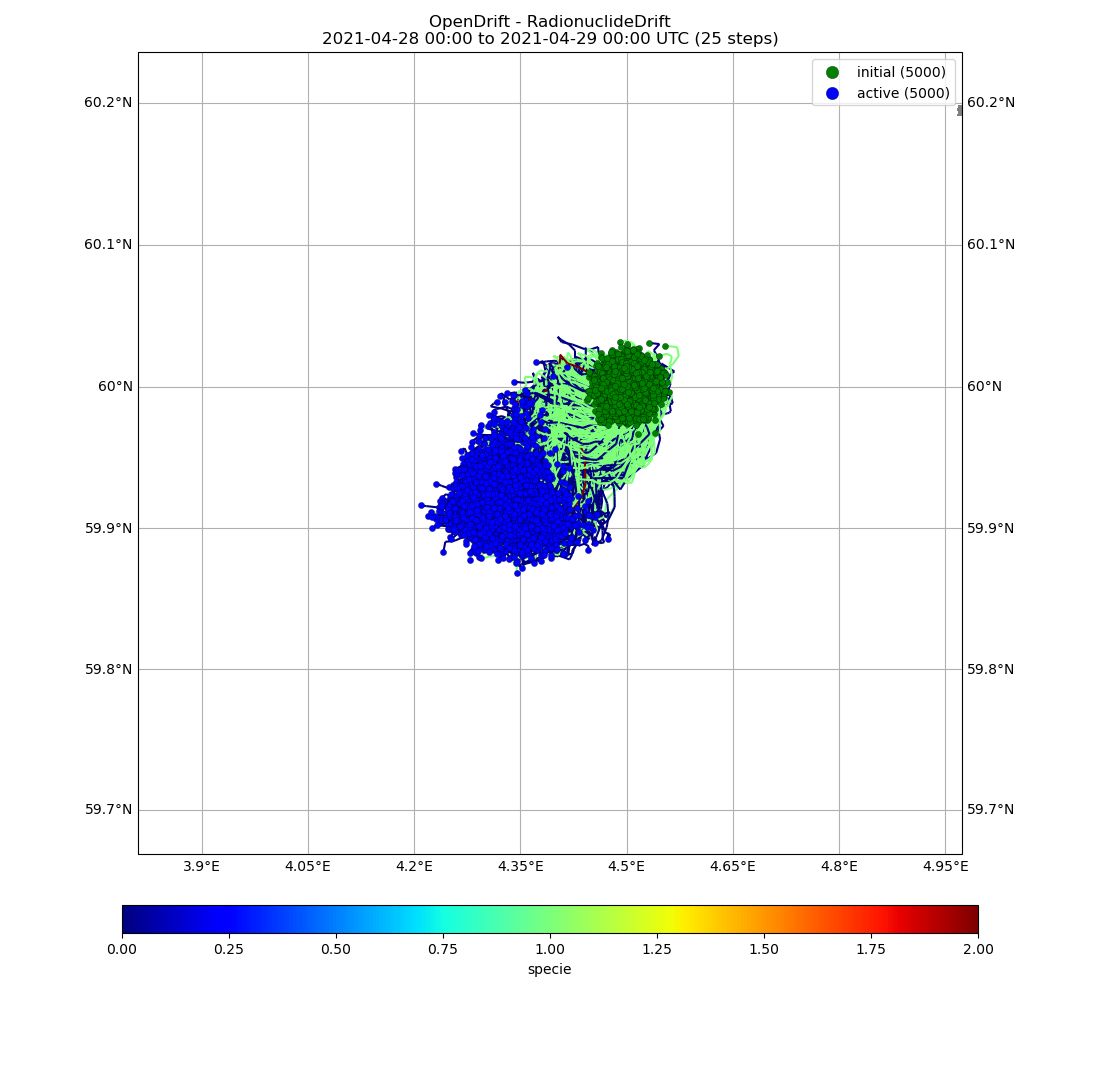 OpenDrift - RadionuclideDrift
2021-04-28 00:00 to 2021-04-29 00:00 UTC (25 steps)
initial (5000)
active (5000)
60.2°N 60.2°N
60.1°N 60.1°N
60°N 60°N
59.9°N 59.9°N
59.8°N 59.8°N
59.7°N 59.7°N
3.9°E 4.05°E 4.2°E 4.35°E 4.5°E 4.65°E 4.8°E 4.95°E
0.00 0.25 0.50 0.75 1.00 1.25 1.50 1.75 2.00
specie